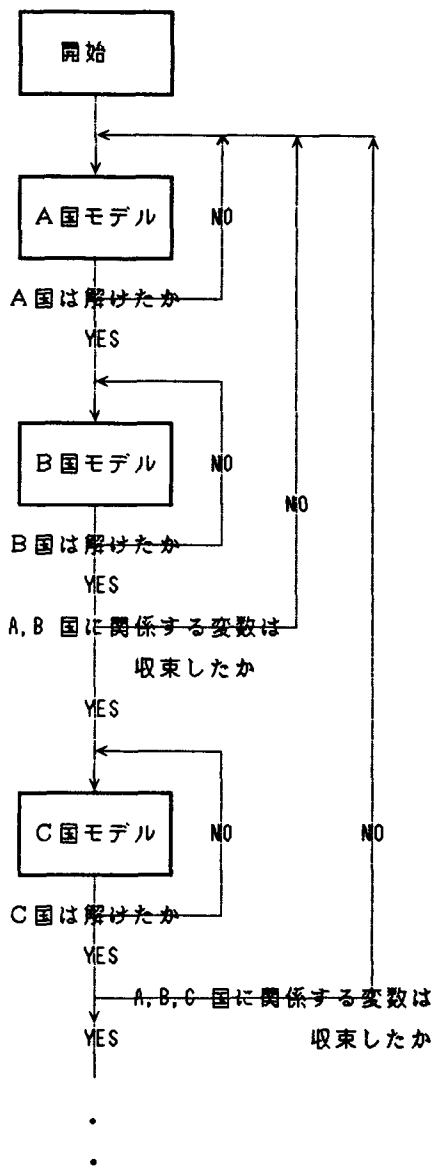 開始
A国モデル
NO
A国は解けたか
YES
B国モデル
NO
NO
B国は解けたか
YES
A,B 国に関係する変数は
収束したか
YES
C国モデル
NO
NO
C国は解けたか
YES
A,B,C 国に関係する変数は
収束したか
YES